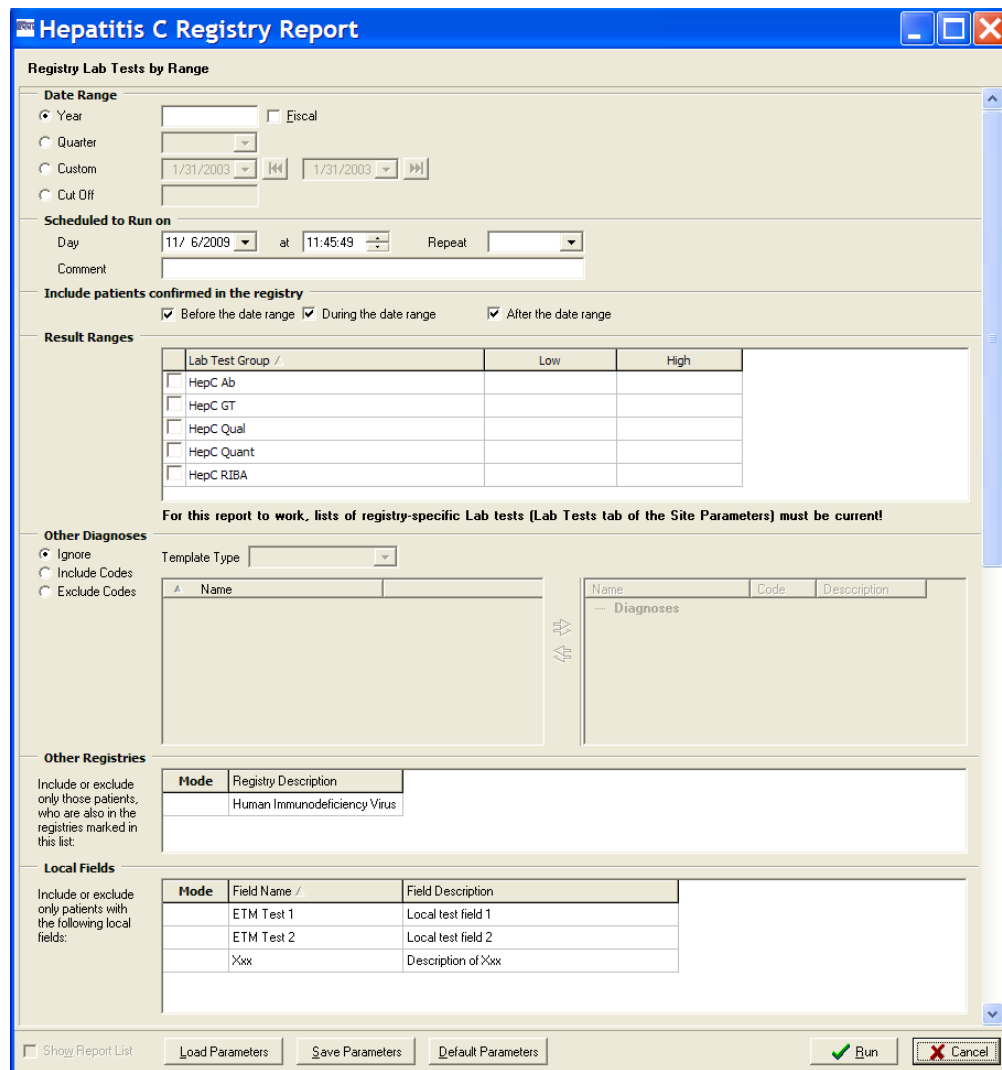 Hepatitis C Registry Report
Registry Lab Tests by Range
Date Range
Year Fiscal
Quarter
Custom 1/31/2003 1/31/2003
Cut Off
Scheduled to Run on
Day 11/ 6/2009 at 11:45:49 Repeat
Comment
Include patients confirmed in the registry
Before the date range During the date range After the date range
Result Ranges
Lab Test Group Low High
HepC Ab
HepC GT
HepC Qual
HepC Quant
HepC RIBA
For this report to work, lists of registry-specific Lab tests (Lab Tests tab of the Site Parameters) must be current!
Other Diagnoses
Ignore Template Type
Include Codes
Exclude Codes
Name Name Code Desccription
Diagnoses
Other Registries
Include or exclude
only those patients,
who are also in the
registries marked in
this list:
Mode Registry Description
Human Immunodeficiency Virus
Local Fields
Include or exclude
only patients with
the following local
fields:
Mode Field Name Field Description
ETM Test 1 Local test field 1
ETM Test 2 Local test field 2
Xxx Description of Xxx
Show Report List Load Parameters Save Parameters Default Parameters Run Cancel